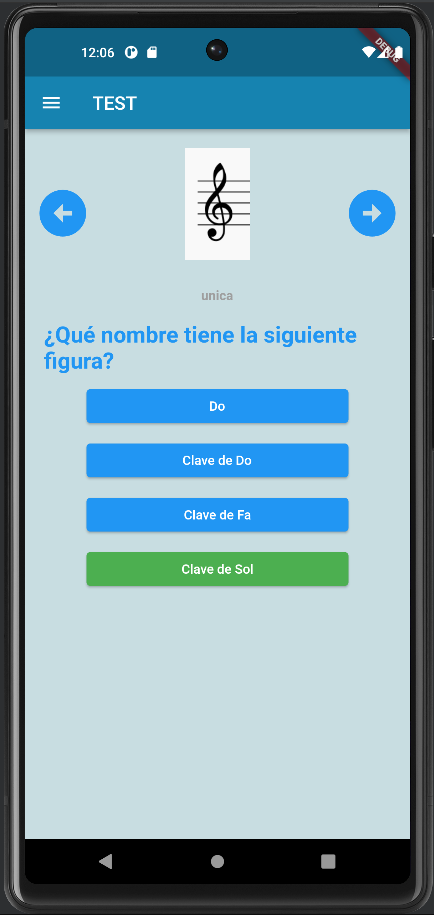 12:06
DEBUG
TEST
unica
¿Qué nombre tiene la siguiente
figura?
Do
Clave de Do
Clave de Fa
Clave de Sol